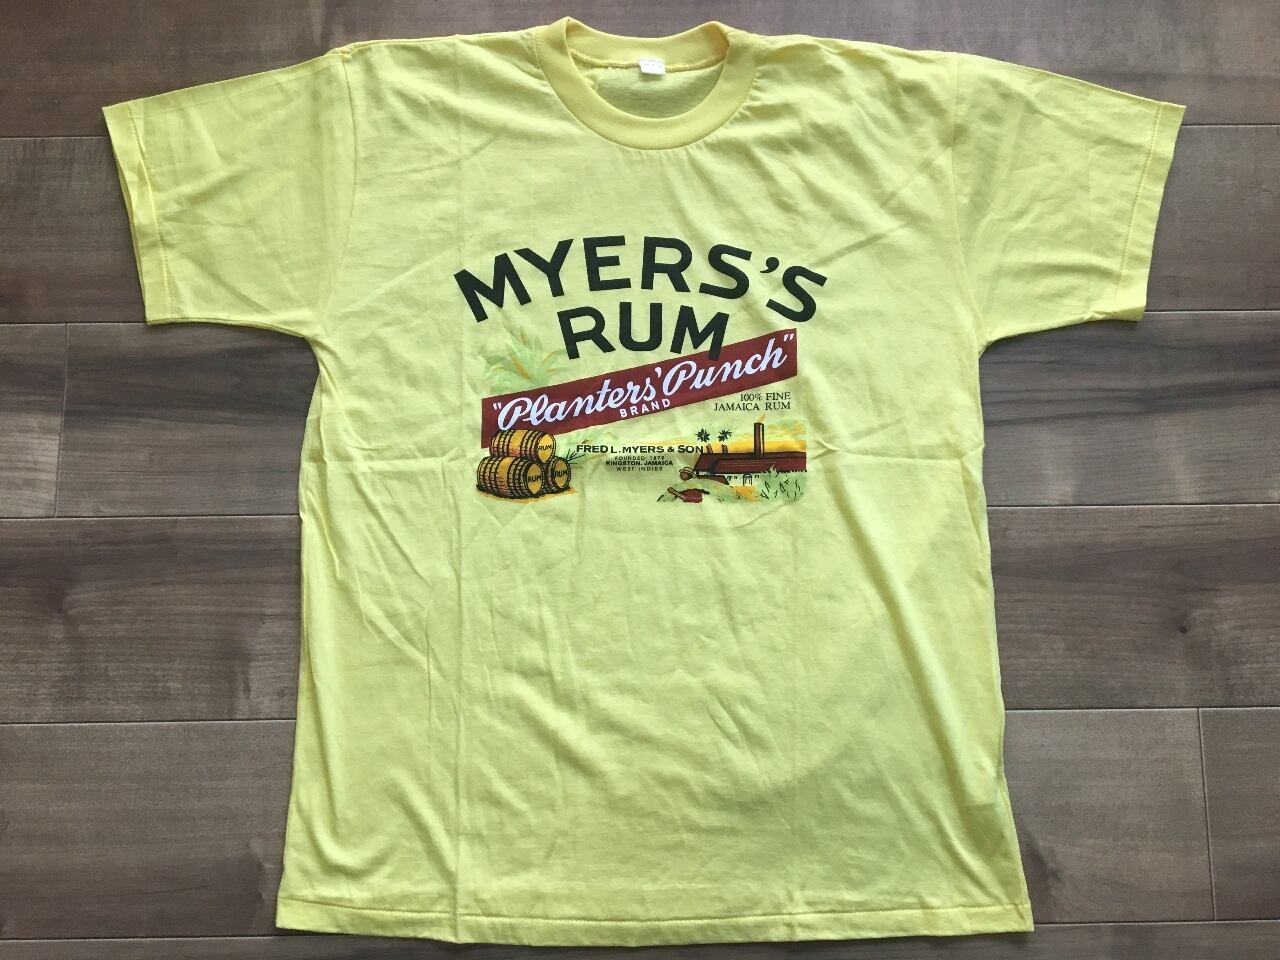 MYERS'S
RUM
"Planters' Punch"
BRAND
100% FINE
JAMAICA RUM
FRED L. MYERS & SON
FOUNDED 1879
KINGSTON, JAMAICA
WEST INDIES
RUM
RUM
RUM